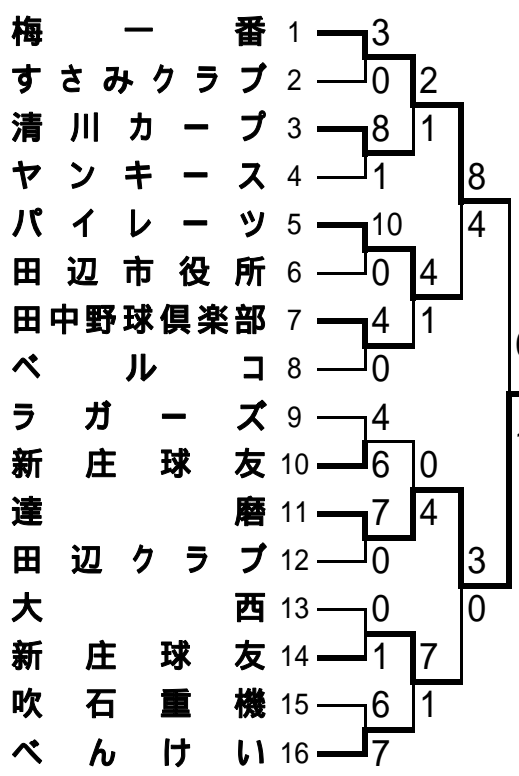 梅一番 1 3
すさみクラブ 2 0 2
清川カープ 3 8 1
ヤンキース 4 1 8
パイレーツ 5 10 4
田辺市役所 6 0 4
田中野球倶楽部 7 4 1
ベルコ 8 0
ラガーズ 9 4
新庄球友 10 6 0
達磨 11 7 4
田辺クラブ 12 0 3
大西 13 0 0
新庄球友 14 1 7
吹石重機 15 6 1
べんけい 16 7